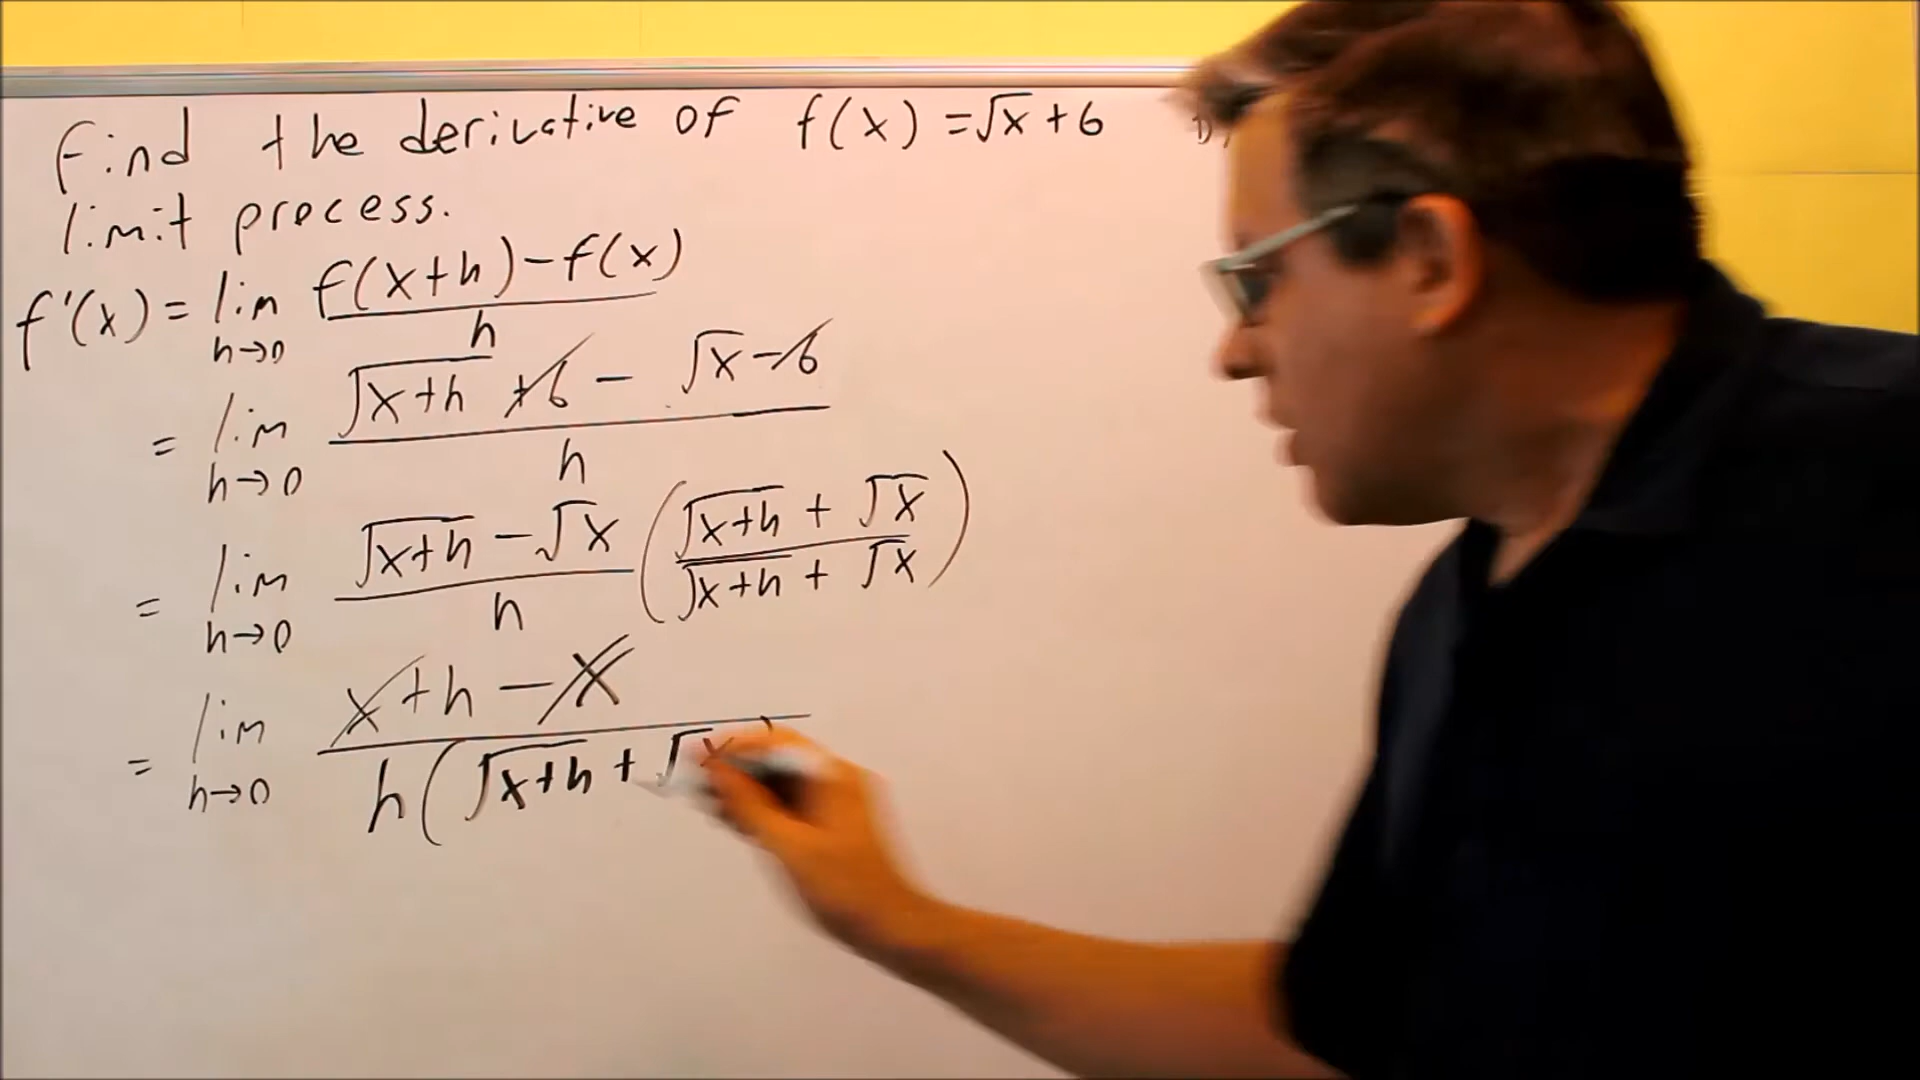 Find the derivative of f(x) = √x + 6
limit process.
f'(x) = lim h→0 f(x+h) - f(x) / h
= lim h→0 √x+h +6 - √x - 6 / h
= lim h→0 √x+h - √x / h ( √x+h + √x / √x+h + √x )
= lim h→0 x+h - x / h( √x+h + √x )